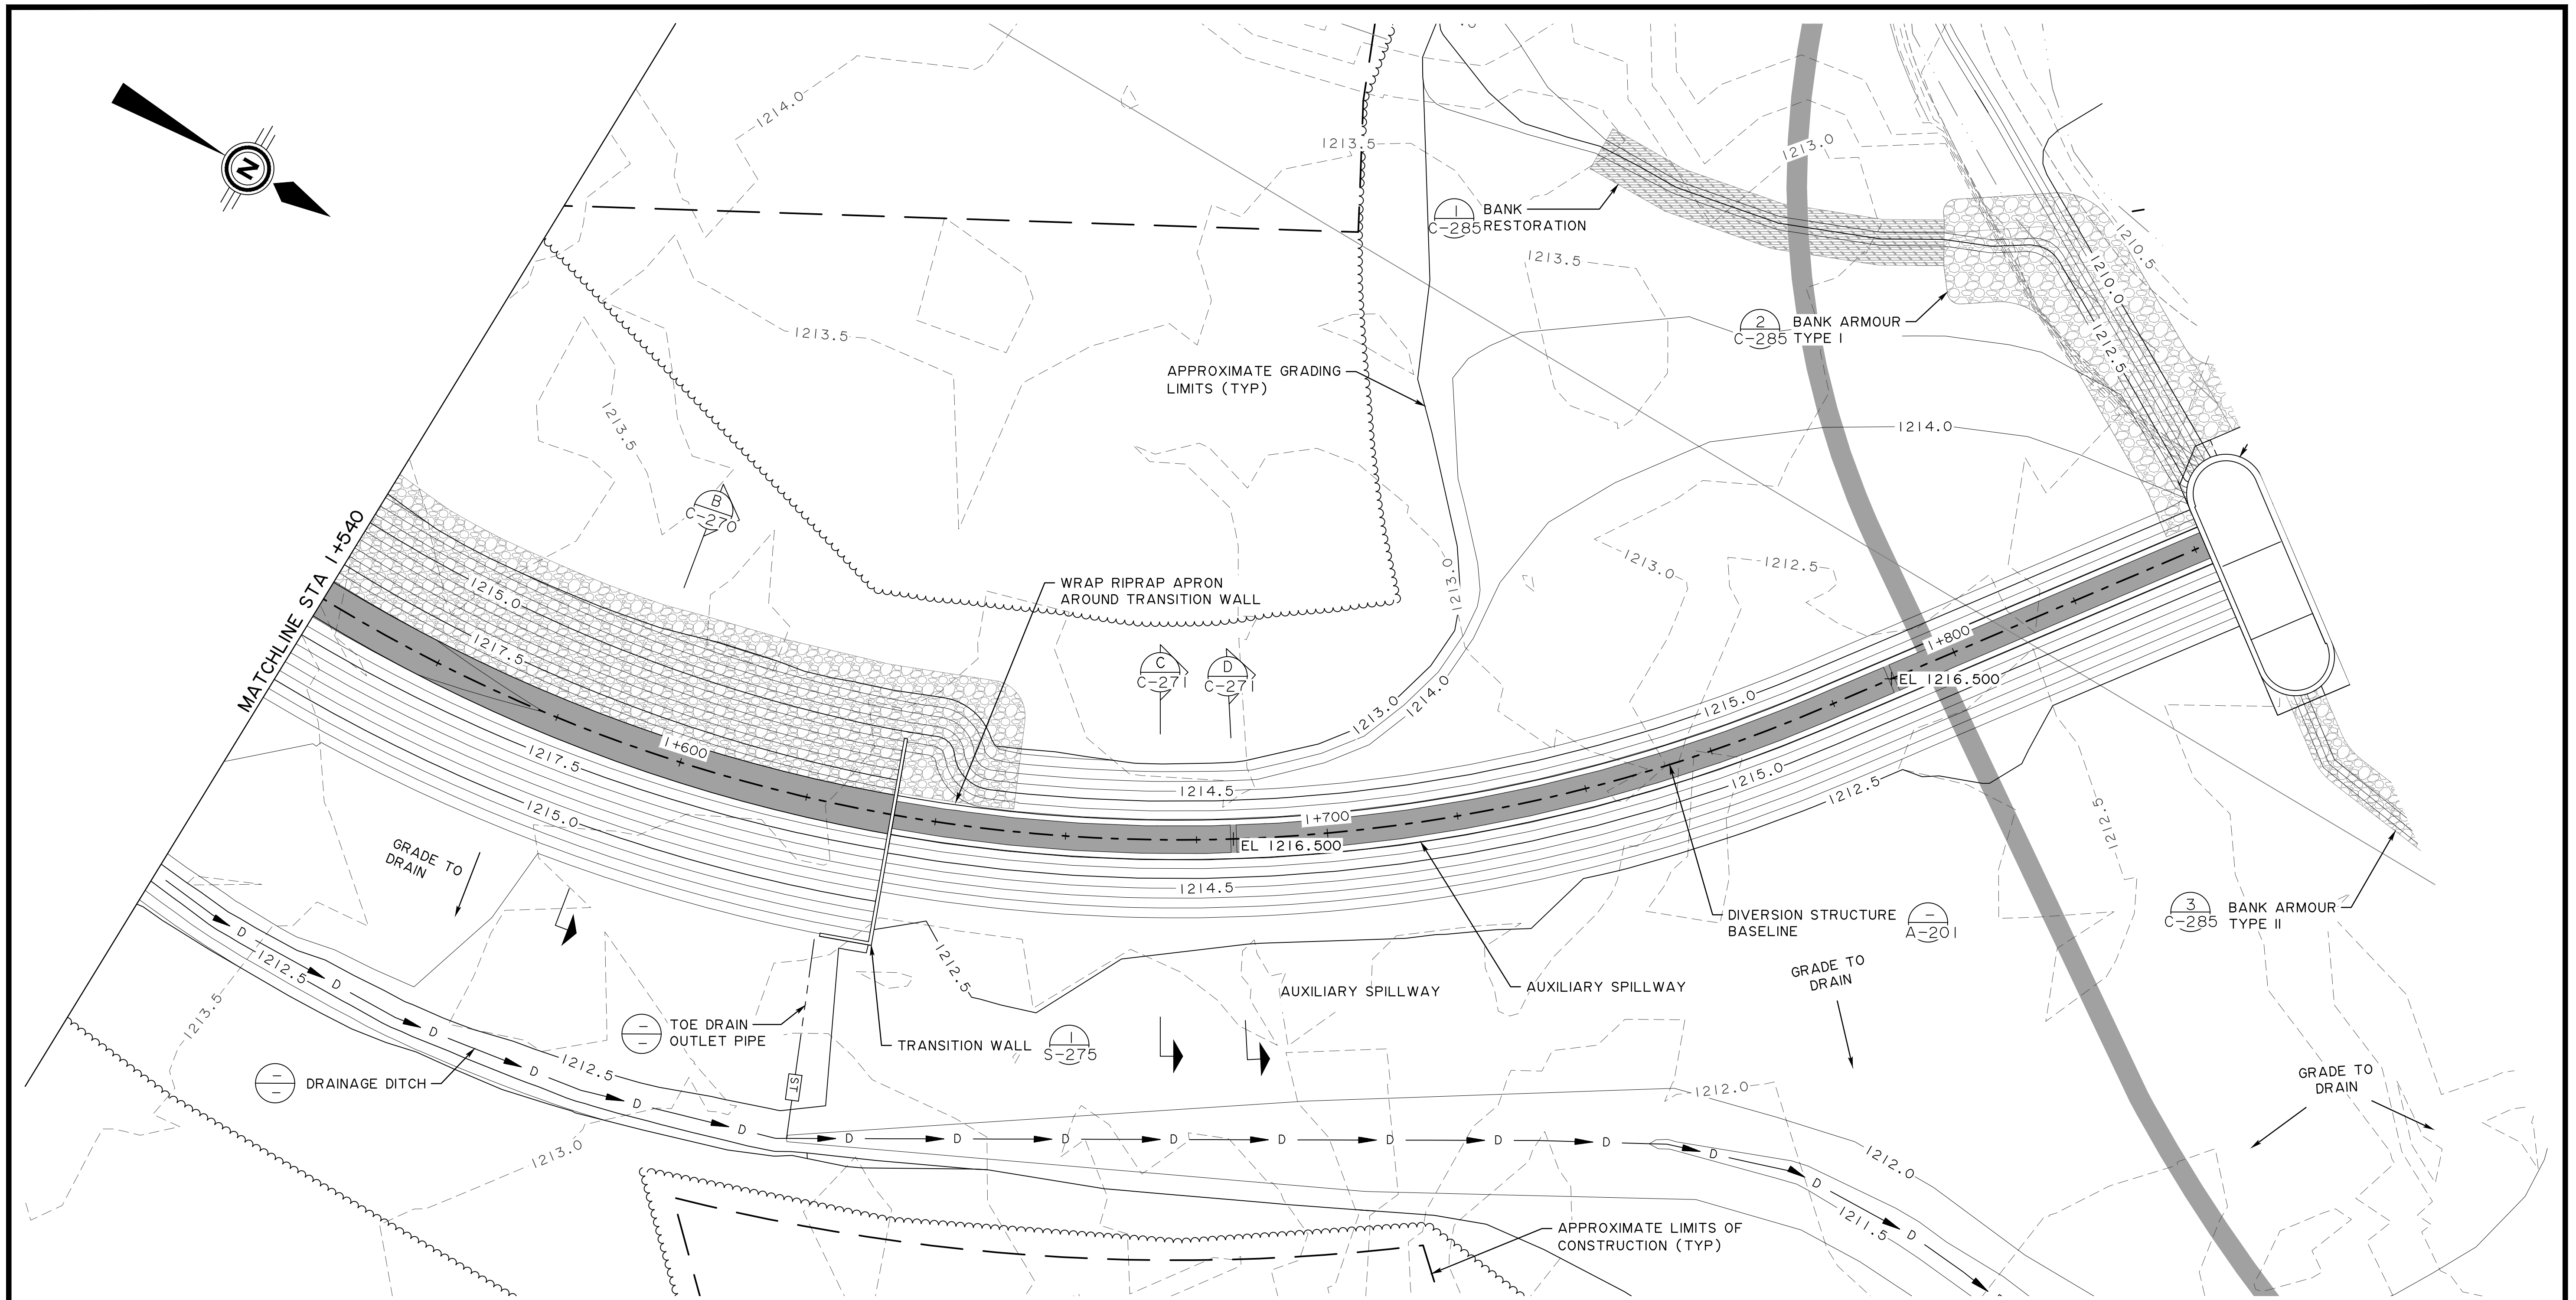 N
1214.0
1213.5
1213.0
1
C-285
BANK
RESTORATION
1210.5
1210.0
1213.5
1213.5
2
C-285
BANK ARMOUR
TYPE I
1212.5
APPROXIMATE GRADING
LIMITS (TYP)
1213.5
1214.0
B
C-270
MATCHLINE STA 1+540
1215.0
WRAP RIPRAP APRON
AROUND TRANSITION WALL
1213.0
1213.0
1212.5
1217.5
C
C-271
D
C-271
1+800
EL 1216.500
1213.0
1214.0
1215.0
1+600
1217.5
1214.5
1215.0
1212.5
1215.0
1+700
EL 1216.500
1212.5
GRADE TO
DRAIN
1214.5
DIVERSION STRUCTURE
BASELINE
–
A-201
3
C-285
BANK ARMOUR
TYPE II
D
1212.5
1212.5
GRADE TO
DRAIN
D
AUXILIARY SPILLWAY
AUXILIARY SPILLWAY
1213.5
D
–
–
TOE DRAIN
OUTLET PIPE
TRANSITION WALL
1
S-275
–
–
DRAINAGE DITCH
D
1212.5
ST
GRADE TO
DRAIN
1212.0
D
D
D
D
D
D
D
D
D
D
D
1213.0
D
1212.0
D
1211.5
D
APPROXIMATE LIMITS OF
CONSTRUCTION (TYP)